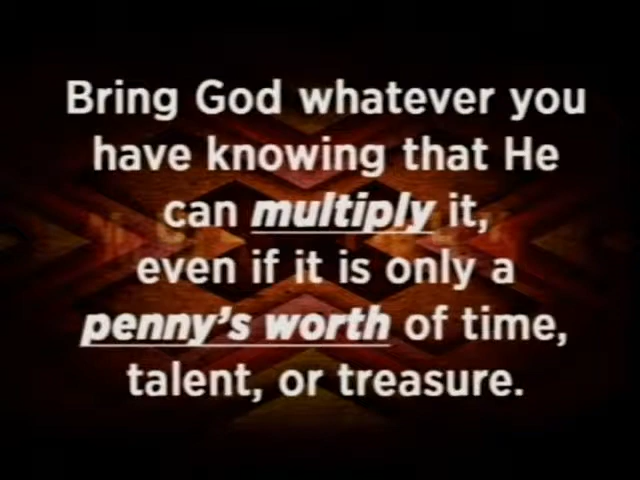 Bring God whatever you
have knowing that He
can multiply it,
even if it is only a
penny's worth of time,
talent, or treasure.